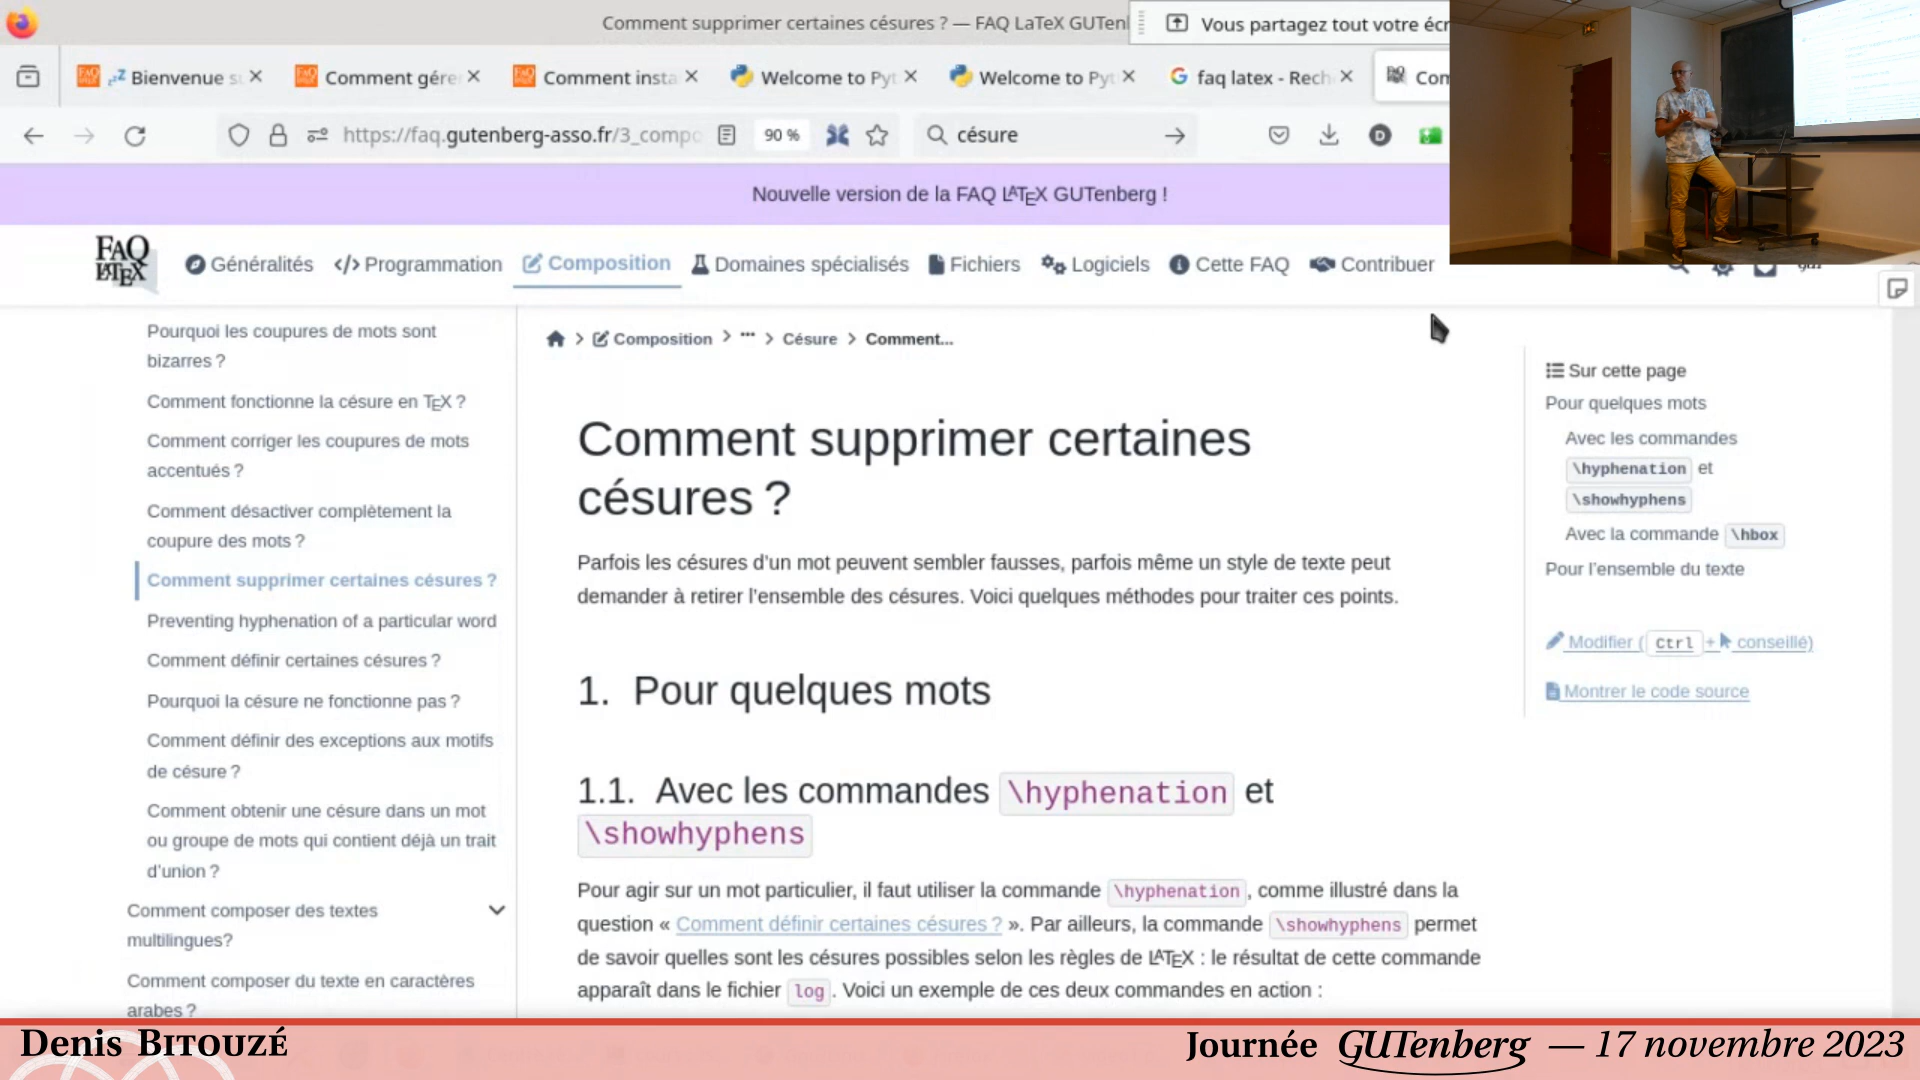 Comment supprimer certaines césures ? — FAQ LaTeX GUTenl
Vous partagez tout votre écr
Bienvenue s
Comment gére
Comment insta
Welcome to Pyt
Welcome to Pyt
faq latex - Rech
Com
https://faq.gutenberg-asso.fr/3_compo
90 %
césure
Nouvelle version de la FAQ LATEX GUTenberg !
FAQ LATEX
Généralités
</> Programmation
Composition
Domaines spécialisés
Fichiers
Logiciels
Cette FAQ
Contribuer
Pourquoi les coupures de mots sont
bizarres ?
Comment fonctionne la césure en TEX ?
Comment corriger les coupures de mots
accentués ?
Comment désactiver complètement la
coupure des mots ?
Comment supprimer certaines césures ?
Preventing hyphenation of a particular word
Comment définir certaines césures ?
Pourquoi la césure ne fonctionne pas ?
Comment définir des exceptions aux motifs
de césure ?
Comment obtenir une césure dans un mot
ou groupe de mots qui contient déjà un trait
d’union ?
Comment composer des textes
multilingues?
Comment composer du texte en caractères
arabes ?
> Composition > ··· > Césure > Comment...
Comment supprimer certaines
césures ?
Parfois les césures d’un mot peuvent sembler fausses, parfois même un style de texte peut
demander à retirer l’ensemble des césures. Voici quelques méthodes pour traiter ces points.
1. Pour quelques mots
1.1. Avec les commandes \hyphenation et
\showhyphens
Pour agir sur un mot particulier, il faut utiliser la commande \hyphenation, comme illustré dans la
question « Comment définir certaines césures ? ». Par ailleurs, la commande \showhyphens permet
de savoir quelles sont les césures possibles selon les règles de LATEX : le résultat de cette commande
apparaît dans le fichier log. Voici un exemple de ces deux commandes en action :
Sur cette page
Pour quelques mots
Avec les commandes
\hyphenation et
\showhyphens
Avec la commande \hbox
Pour l’ensemble du texte
Modifier ( Ctrl + conseillé)
Montrer le code source
Denis BITOUZÉ
Journée GUTenberg — 17 novembre 2023